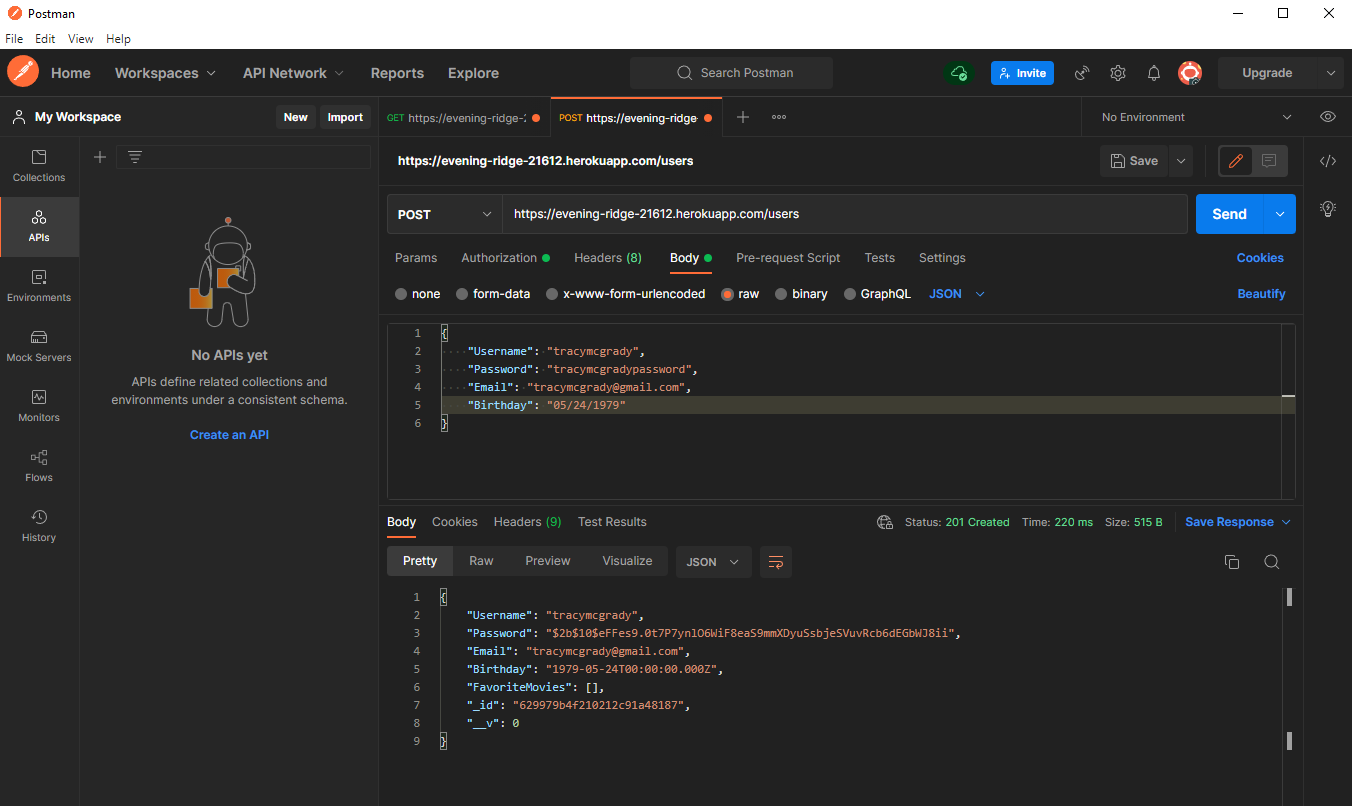 Postman
File Edit View Help
Home Workspaces API Network Reports Explore Search Postman Invite Upgrade
My Workspace New Import GET https://evening-ridge-2 POST https://evening-ridge- No Environment
Collections
APIs
Environments
Mock Servers
Monitors
Flows
History
No APIs yet
APIs define related collections and
environments under a consistent schema.
Create an API
https://evening-ridge-21612.herokuapp.com/users Save
POST https://evening-ridge-21612.herokuapp.com/users Send
Params Authorization Headers (8) Body Pre-request Script Tests Settings Cookies
none form-data x-www-form-urlencoded raw binary GraphQL JSON Beautify
1 {
2 "Username": "tracymcgrady",
3 "Password": "tracymcgradypassword",
4 "Email": "tracymcgrady@gmail.com",
5 "Birthday": "05/24/1979"
6 }
Body Cookies Headers (9) Test Results Status: 201 Created Time: 220 ms Size: 515 B Save Response
Pretty Raw Preview Visualize JSON
1 {
2 "Username": "tracymcgrady",
3 "Password": "$2b$10$eFFes9.0t7P7ynlO6WiF8eaS9mmXDyuSsbjeSVuvRcb6dEGbWJ8ii",
4 "Email": "tracymcgrady@gmail.com",
5 "Birthday": "1979-05-24T00:00:00.000Z",
6 "FavoriteMovies": [],
7 "_id": "629979b4f210212c91a48187",
8 "__v": 0
9 }